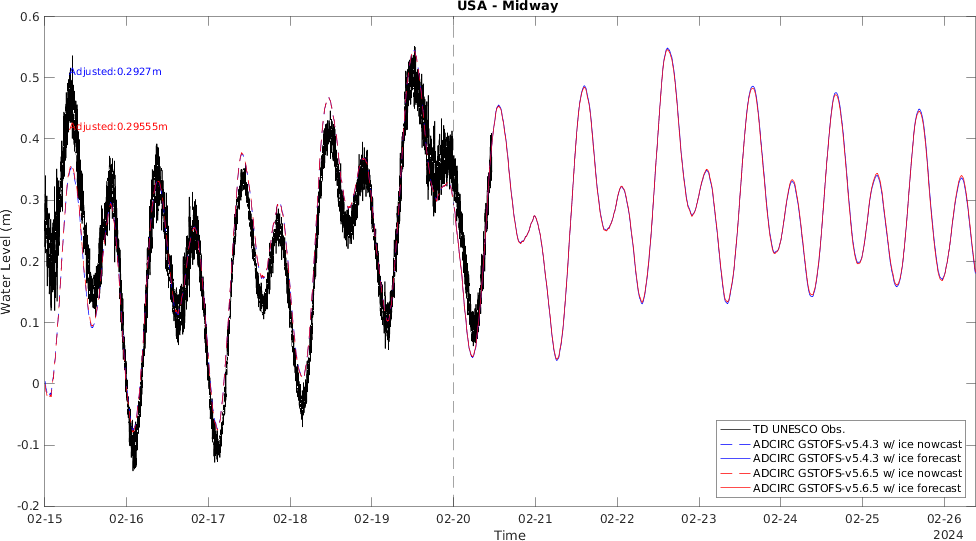 USA - Midway
0.6
0.5
0.4
0.3
0.2
0.1
0
-0.1
-0.2
Water Level (m)
Adjusted:0.2927m
Adjusted:0.29555m
TD UNESCO Obs.
ADCIRC GSTOFS-v5.4.3 w/ ice nowcast
ADCIRC GSTOFS-v5.4.3 w/ ice forecast
ADCIRC GSTOFS-v5.6.5 w/ ice nowcast
ADCIRC GSTOFS-v5.6.5 w/ ice forecast
02-15 02-16 02-17 02-18 02-19 02-20 02-21 02-22 02-23 02-24 02-25 02-26
Time
2024